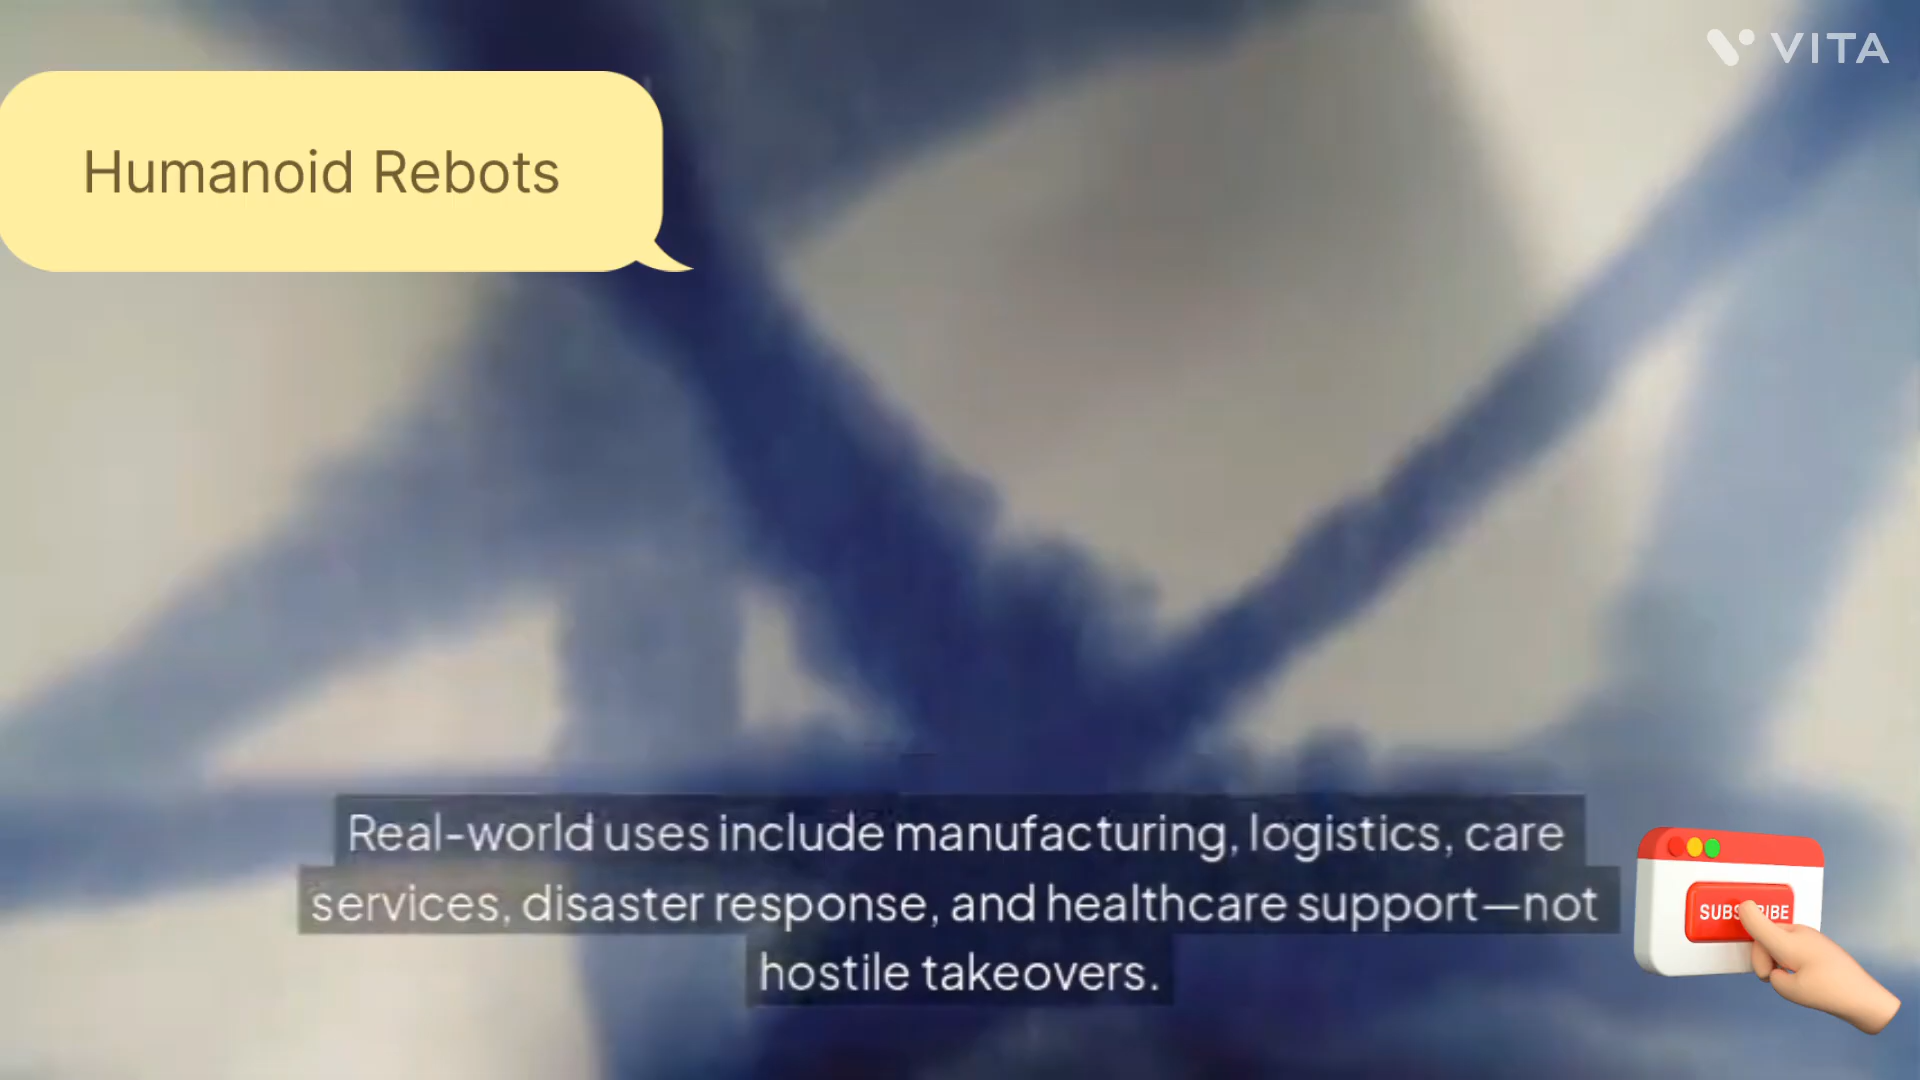 VITA
Humanoid Rebots
Real-world uses include manufacturing, logistics, care
services, disaster response, and healthcare support—not
hostile takeovers.
SUBSCRIBE